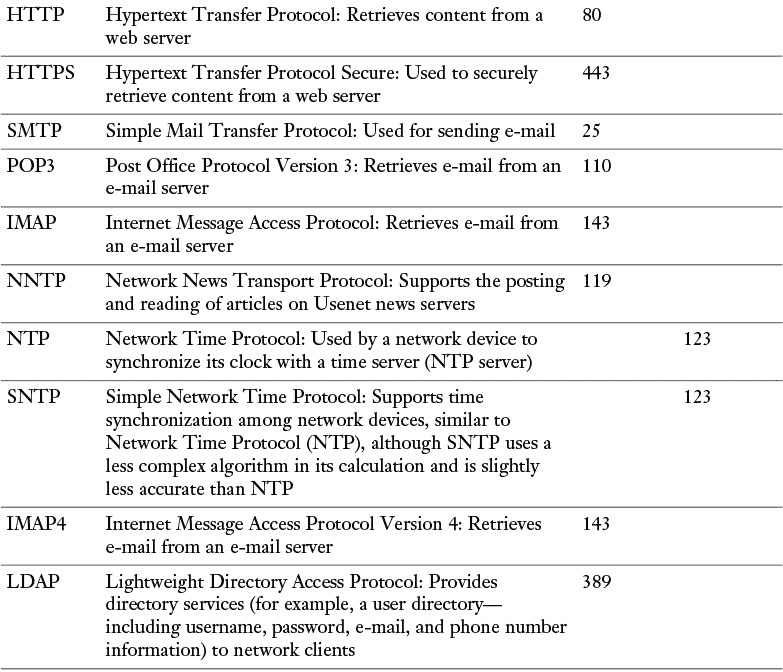 HTTP Hypertext Transfer Protocol: Retrieves content from a 80
web server
HTTPS Hypertext Transfer Protocol Secure: Used to securely 443
retrieve content from a web server
SMTP Simple Mail Transfer Protocol: Used for sending e-mail 25
POP3 Post Office Protocol Version 3: Retrieves e-mail from an 110
e-mail server
IMAP Internet Message Access Protocol: Retrieves e-mail from 143
an e-mail server
NNTP Network News Transport Protocol: Supports the posting 119
and reading of articles on Usenet news servers
NTP Network Time Protocol: Used by a network device to 123
synchronize its clock with a time server (NTP server)
SNTP Simple Network Time Protocol: Supports time 123
synchronization among network devices, similar to
Network Time Protocol (NTP), although SNTP uses a
less complex algorithm in its calculation and is slightly
less accurate than NTP
IMAP4 Internet Message Access Protocol Version 4: Retrieves 143
e-mail from an e-mail server
LDAP Lightweight Directory Access Protocol: Provides 389
directory services (for example, a user directory—
including username, password, e-mail, and phone number
information) to network clients